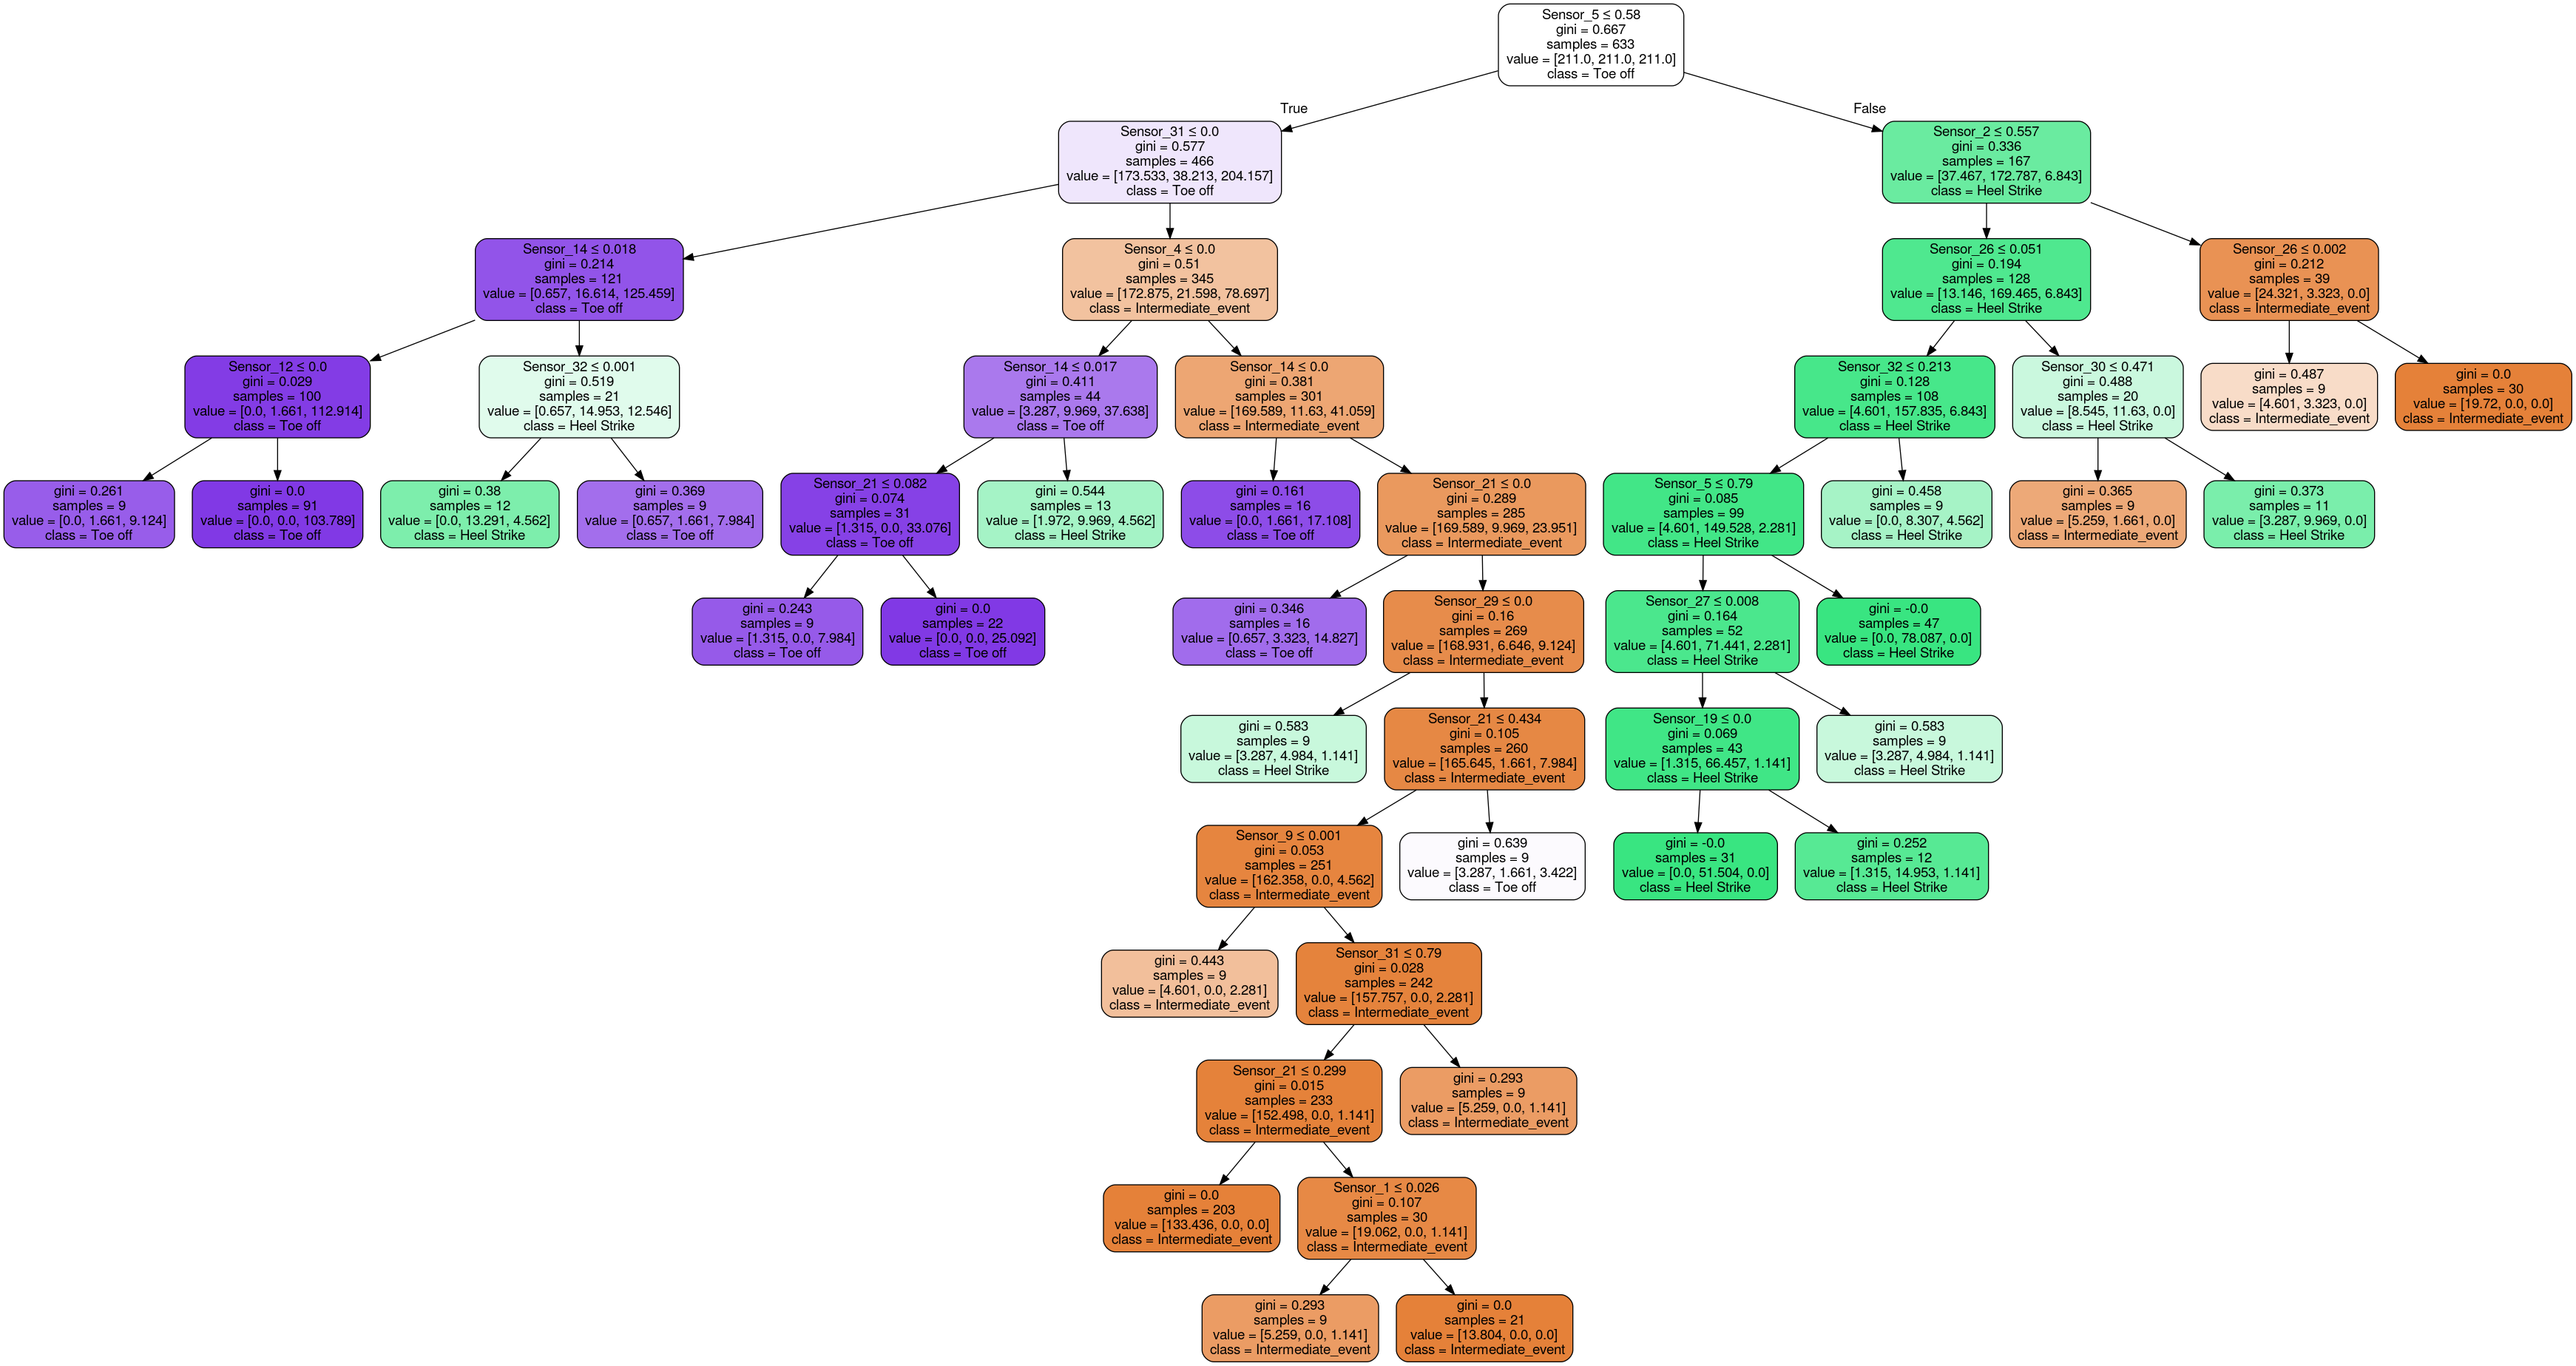 Sensor_5 ≤ 0.58
gini = 0.667
samples = 633
value = [211.0, 211.0, 211.0]
class = Toe off
True
False
Sensor_31 ≤ 0.0
gini = 0.577
samples = 466
value = [173.533, 38.213, 204.157]
class = Toe off
Sensor_2 ≤ 0.557
gini = 0.336
samples = 167
value = [37.467, 172.787, 6.843]
class = Heel Strike
Sensor_14 ≤ 0.018
gini = 0.214
samples = 121
value = [0.657, 16.614, 125.459]
class = Toe off
Sensor_4 ≤ 0.0
gini = 0.51
samples = 345
value = [172.875, 21.598, 78.697]
class = Intermediate_event
Sensor_26 ≤ 0.051
gini = 0.194
samples = 128
value = [13.146, 169.465, 6.843]
class = Heel Strike
Sensor_26 ≤ 0.002
gini = 0.212
samples = 39
value = [24.321, 3.323, 0.0]
class = Intermediate_event
Sensor_12 ≤ 0.0
gini = 0.029
samples = 100
value = [0.0, 1.661, 112.914]
class = Toe off
Sensor_32 ≤ 0.001
gini = 0.519
samples = 21
value = [0.657, 14.953, 12.546]
class = Heel Strike
Sensor_14 ≤ 0.017
gini = 0.411
samples = 44
value = [3.287, 9.969, 37.638]
class = Toe off
Sensor_14 ≤ 0.0
gini = 0.381
samples = 301
value = [169.589, 11.63, 41.059]
class = Intermediate_event
Sensor_32 ≤ 0.213
gini = 0.128
samples = 108
value = [4.601, 157.835, 6.843]
class = Heel Strike
Sensor_30 ≤ 0.471
gini = 0.488
samples = 20
value = [8.545, 11.63, 0.0]
class = Heel Strike
gini = 0.487
samples = 9
value = [4.601, 3.323, 0.0]
class = Intermediate_event
gini = 0.0
samples = 30
value = [19.72, 0.0, 0.0]
class = Intermediate_event
gini = 0.261
samples = 9
value = [0.0, 1.661, 9.124]
class = Toe off
gini = 0.0
samples = 91
value = [0.0, 0.0, 103.789]
class = Toe off
gini = 0.38
samples = 12
value = [0.0, 13.291, 4.562]
class = Heel Strike
gini = 0.369
samples = 9
value = [0.657, 1.661, 7.984]
class = Toe off
Sensor_21 ≤ 0.082
gini = 0.074
samples = 31
value = [1.315, 0.0, 33.076]
class = Toe off
gini = 0.544
samples = 13
value = [1.972, 9.969, 4.562]
class = Heel Strike
gini = 0.161
samples = 16
value = [0.0, 1.661, 17.108]
class = Toe off
Sensor_21 ≤ 0.0
gini = 0.289
samples = 285
value = [169.589, 9.969, 23.951]
class = Intermediate_event
Sensor_5 ≤ 0.79
gini = 0.085
samples = 99
value = [4.601, 149.528, 2.281]
class = Heel Strike
gini = 0.458
samples = 9
value = [0.0, 8.307, 4.562]
class = Heel Strike
gini = 0.365
samples = 9
value = [5.259, 1.661, 0.0]
class = Intermediate_event
gini = 0.373
samples = 11
value = [3.287, 9.969, 0.0]
class = Heel Strike
gini = 0.243
samples = 9
value = [1.315, 0.0, 7.984]
class = Toe off
gini = 0.0
samples = 22
value = [0.0, 0.0, 25.092]
class = Toe off
gini = 0.346
samples = 16
value = [0.657, 3.323, 14.827]
class = Toe off
Sensor_29 ≤ 0.0
gini = 0.16
samples = 269
value = [168.931, 6.646, 9.124]
class = Intermediate_event
Sensor_27 ≤ 0.008
gini = 0.164
samples = 52
value = [4.601, 71.441, 2.281]
class = Heel Strike
gini = -0.0
samples = 47
value = [0.0, 78.087, 0.0]
class = Heel Strike
gini = 0.583
samples = 9
value = [3.287, 4.984, 1.141]
class = Heel Strike
Sensor_21 ≤ 0.434
gini = 0.105
samples = 260
value = [165.645, 1.661, 7.984]
class = Intermediate_event
Sensor_19 ≤ 0.0
gini = 0.069
samples = 43
value = [1.315, 66.457, 1.141]
class = Heel Strike
gini = 0.583
samples = 9
value = [3.287, 4.984, 1.141]
class = Heel Strike
Sensor_9 ≤ 0.001
gini = 0.053
samples = 251
value = [162.358, 0.0, 4.562]
class = Intermediate_event
gini = 0.639
samples = 9
value = [3.287, 1.661, 3.422]
class = Toe off
gini = -0.0
samples = 31
value = [0.0, 51.504, 0.0]
class = Heel Strike
gini = 0.252
samples = 12
value = [1.315, 14.953, 1.141]
class = Heel Strike
gini = 0.443
samples = 9
value = [4.601, 0.0, 2.281]
class = Intermediate_event
Sensor_31 ≤ 0.79
gini = 0.028
samples = 242
value = [157.757, 0.0, 2.281]
class = Intermediate_event
Sensor_21 ≤ 0.299
gini = 0.015
samples = 233
value = [152.498, 0.0, 1.141]
class = Intermediate_event
gini = 0.293
samples = 9
value = [5.259, 0.0, 1.141]
class = Intermediate_event
gini = 0.0
samples = 203
value = [133.436, 0.0, 0.0]
class = Intermediate_event
Sensor_1 ≤ 0.026
gini = 0.107
samples = 30
value = [19.062, 0.0, 1.141]
class = Intermediate_event
gini = 0.293
samples = 9
value = [5.259, 0.0, 1.141]
class = Intermediate_event
gini = 0.0
samples = 21
value = [13.804, 0.0, 0.0]
class = Intermediate_event